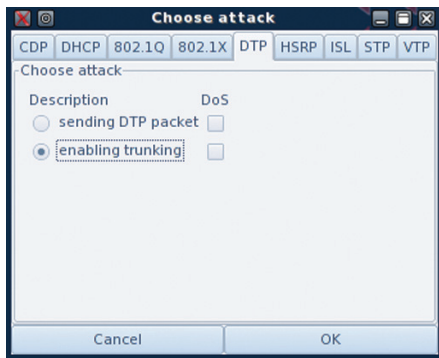 Choose attack
CDP DHCP 802.1Q 802.1X DTP HSRP ISL STP VTP
Choose attack
Description DoS
sending DTP packet
enabling trunking
Cancel OK